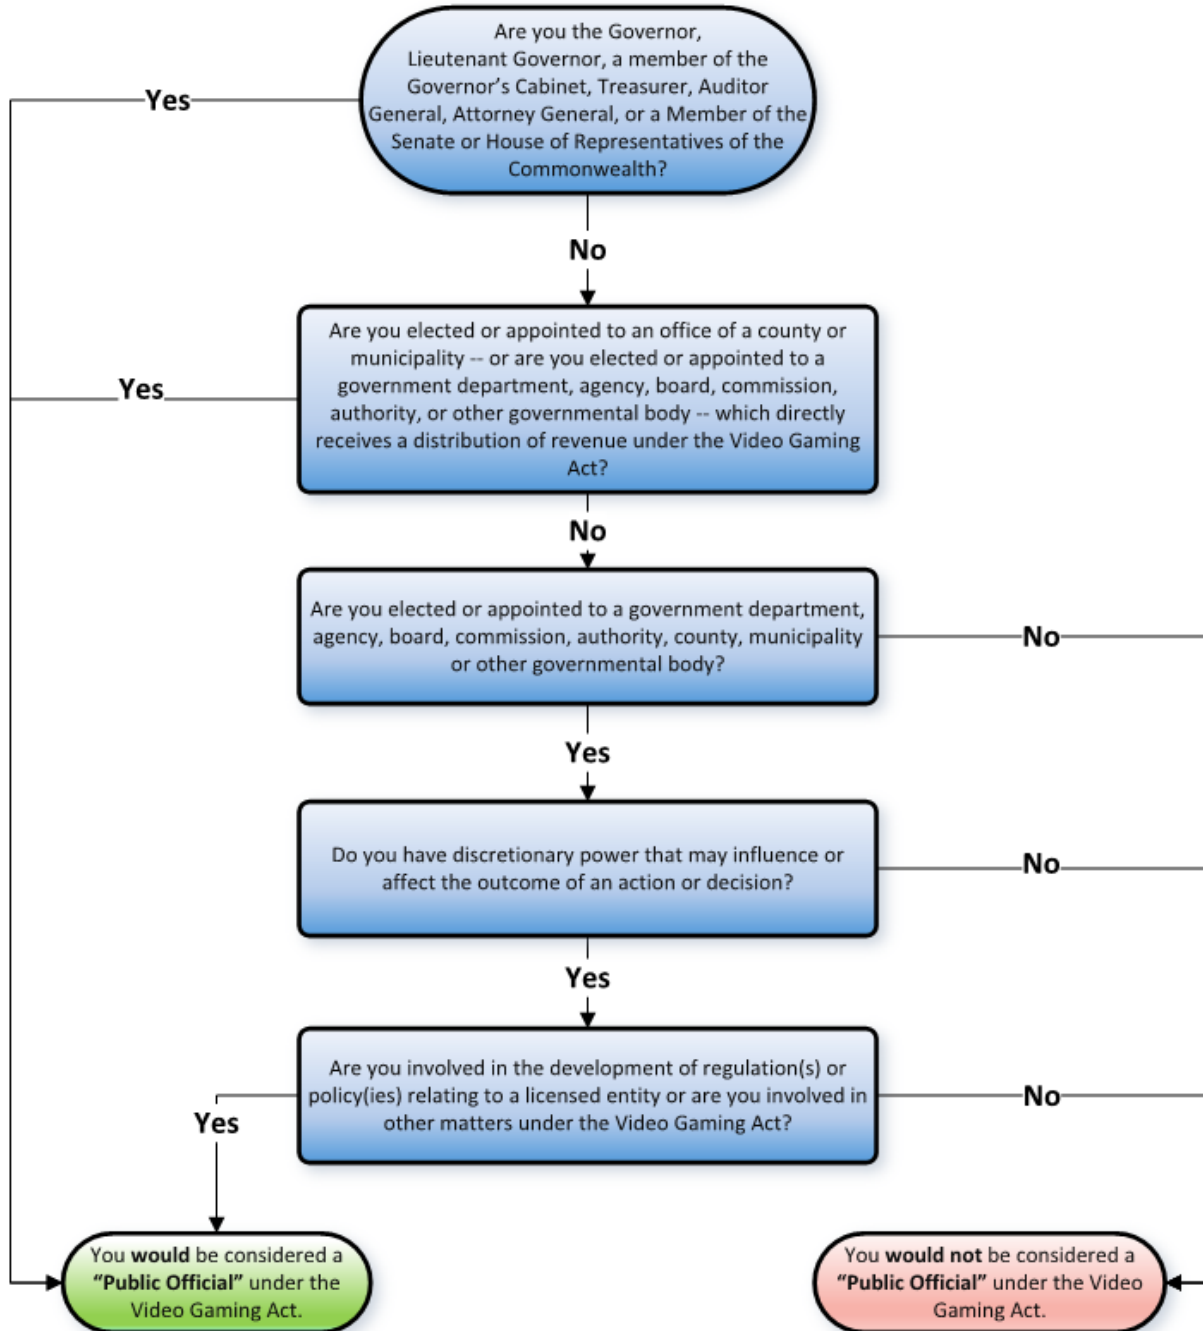 Are you the Governor,
Lieutenant Governor, a member of the
Governor's Cabinet, Treasurer, Auditor
General, Attorney General, or a Member of the
Senate or House of Representatives of the
Commonwealth?
Yes
No
Are you elected or appointed to an office of a county or
municipality -- or are you elected or appointed to a
government department, agency, board, commission,
authority, or other governmental body -- which directly
receives a distribution of revenue under the Video Gaming
Act?
Yes
No
Are you elected or appointed to a government department,
agency, board, commission, authority, county, municipality
or other governmental body?
No
Yes
Do you have discretionary power that may influence or
affect the outcome of an action or decision?
No
Yes
Are you involved in the development of regulation(s) or
policy(ies) relating to a licensed entity or are you involved in
other matters under the Video Gaming Act?
No
Yes
You would be considered a
“Public Official” under the
Video Gaming Act.
You would not be considered a
“Public Official” under the Video
Gaming Act.